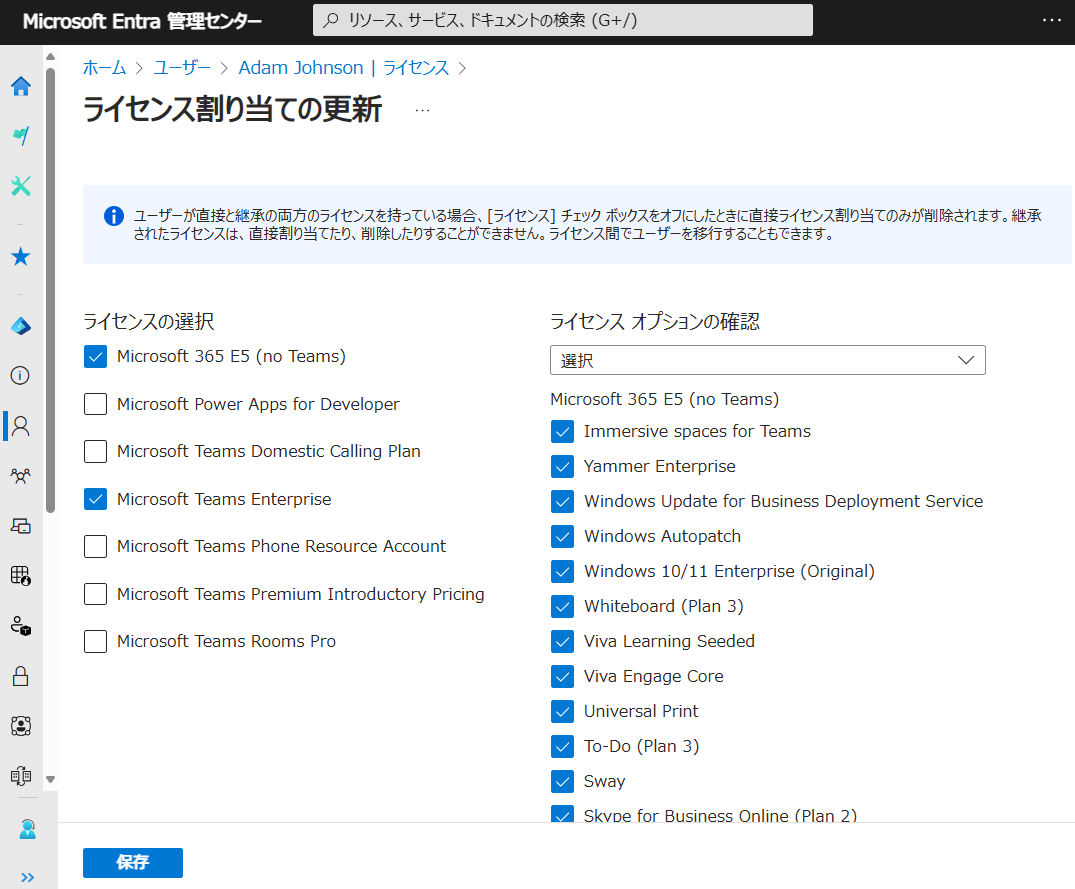 Microsoft Entra 管理センター
リソース、サービス、ドキュメントの検索 (G+/)
ホーム > ユーザー > Adam Johnson | ライセンス >
ライセンス割り当ての更新 …
ユーザーが直接と継承の両方のライセンスを持っている場合、[ライセンス] チェック ボックスをオフにしたときに直接ライセンス割り当てのみが削除されます。継承
されたライセンスは、直接割り当てたり、削除したりすることができません。ライセンス間でユーザーを移行することもできます。
ライセンスの選択
Microsoft 365 E5 (no Teams)
Microsoft Power Apps for Developer
Microsoft Teams Domestic Calling Plan
Microsoft Teams Enterprise
Microsoft Teams Phone Resource Account
Microsoft Teams Premium Introductory Pricing
Microsoft Teams Rooms Pro
ライセンス オプションの確認
選択
Microsoft 365 E5 (no Teams)
Immersive spaces for Teams
Yammer Enterprise
Windows Update for Business Deployment Service
Windows Autopatch
Windows 10/11 Enterprise (Original)
Whiteboard (Plan 3)
Viva Learning Seeded
Viva Engage Core
Universal Print
To-Do (Plan 3)
Sway
Skype for Business Online (Plan 2)
保存